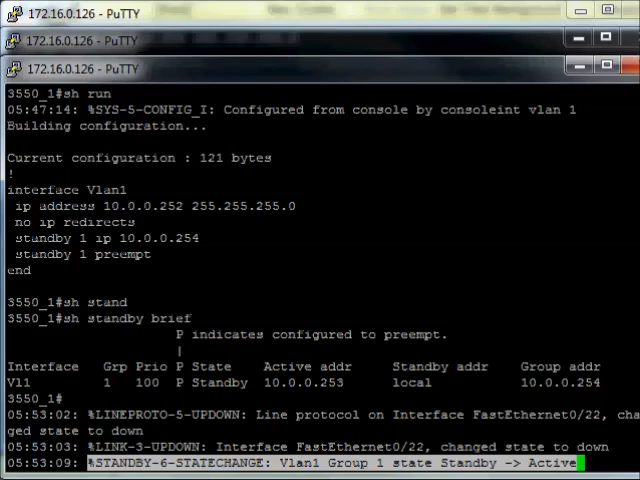 172.16.0.126 - PuTTY
172.16.0.126 - PuTTY
172.16.0.126 - PuTTY
3550_1#sh run
05:47:14: %SYS-5-CONFIG_I: Configured from console by consoleint vlan 1
Building configuration...
Current configuration : 121 bytes
!
interface Vlan1
ip address 10.0.0.252 255.255.255.0
no ip redirects
standby 1 ip 10.0.0.254
standby 1 preempt
end
3550_1#sh stand
3550_1#sh standby brief
P indicates configured to preempt.
|
Interface Grp Prio P State Active addr Standby addr Group addr
Vl1 1 100 P Standby 10.0.0.253 local 10.0.0.254
3550_1#
05:53:02: %LINEPROTO-5-UPDOWN: Line protocol on Interface FastEthernet0/22, chan
ged state to down
05:53:03: %LINK-3-UPDOWN: Interface FastEthernet0/22, changed state to down
05:53:09: %STANDBY-6-STATECHANGE: Vlan1 Group 1 state Standby -> Active